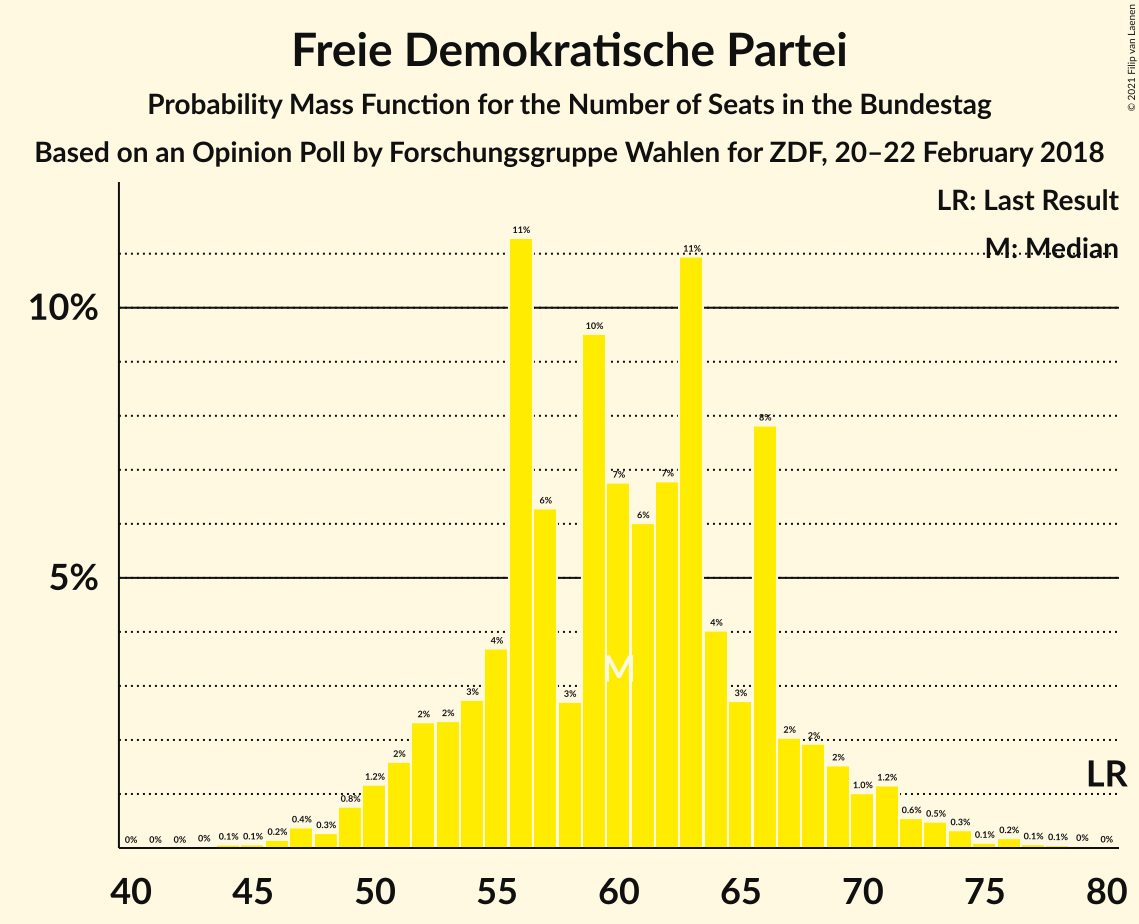 © 2021 Filip van Laenen
Freie Demokratische Partei
Probability Mass Function for the Number of Seats in the Bundestag
Based on an Opinion Poll by Forschungsgruppe Wahlen for ZDF, 20–22 February 2018
LR: Last Result
M: Median
10%
5%
0% 0% 0% 0% 0.1% 0.1% 0.2% 0.4% 0.3% 0.8% 1.2% 2% 2% 2% 3% 4% 11% 6% 3% 10% 7% 6% 7% 11% 4% 3% 8% 2% 2% 2% 1.0% 1.2% 0.6% 0.5% 0.3% 0.1% 0.2% 0.1% 0.1% 0% 0%
M
LR
40 45 50 55 60 65 70 75 80